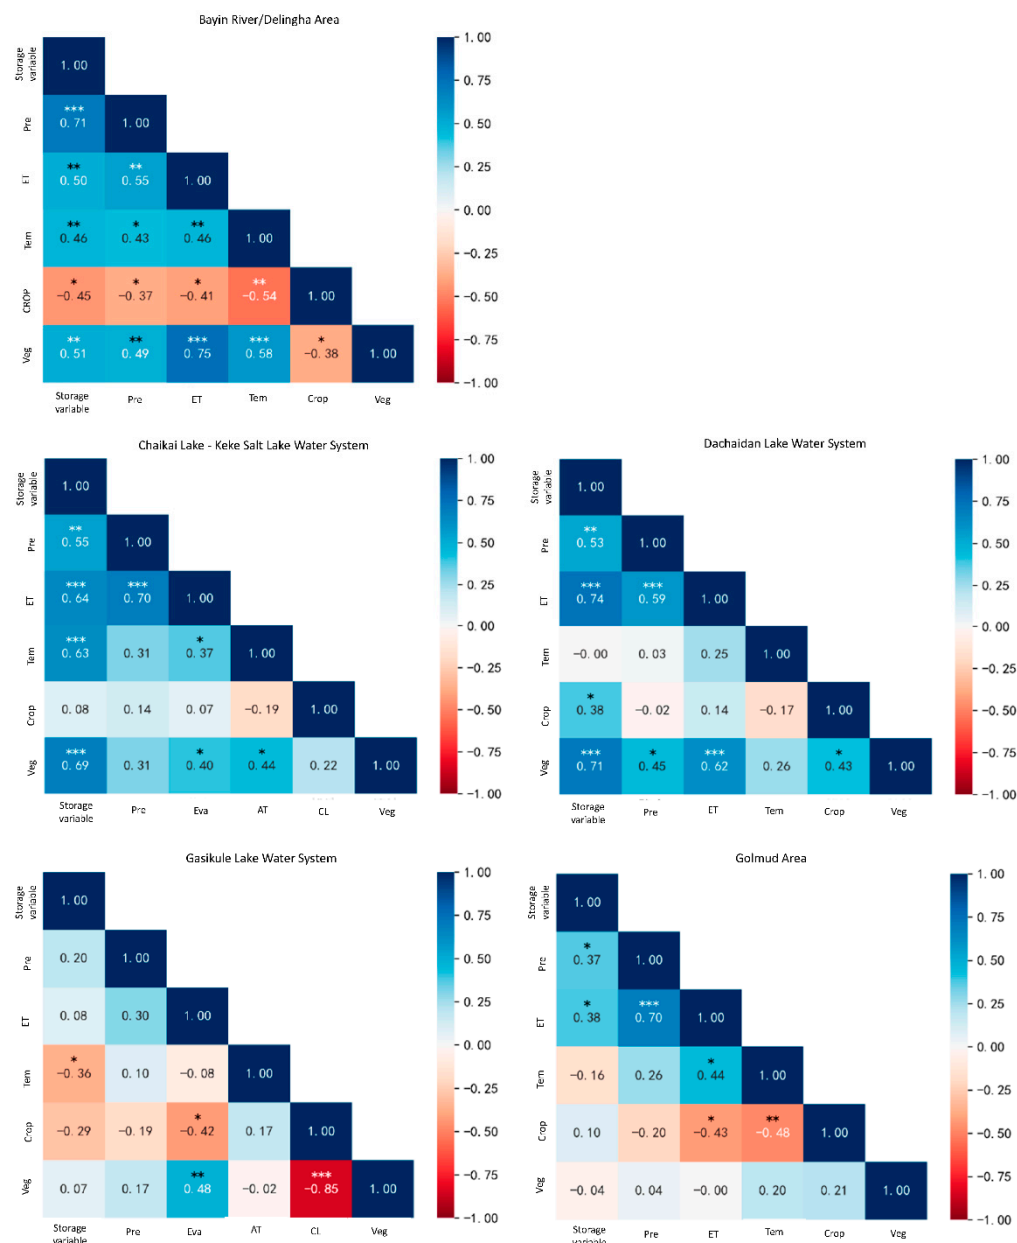 Bayin River/Delingha Area
Storage variable
1.00
Pre
***
0.71 1.00
ET
** **
0.50 0.55 1.00
Tem
** * **
0.46 0.43 0.46 1.00
CROP
* * * **
-0.45 -0.37 -0.41 -0.54 1.00
Veg
** ** *** *** *
0.51 0.49 0.75 0.58 -0.38 1.00
Storage variable Pre ET Tem Crop Veg
1.00
0.75
0.50
0.25
0.00
-0.25
-0.50
-0.75
-1.00
Chaikai Lake - Keke Salt Lake Water System
Storage variable
1.00
Pre
**
0.55 1.00
ET
*** ***
0.64 0.70 1.00
Tem
*** *
0.63 0.31 0.37 1.00
Crop
0.08 0.14 0.07 -0.19 1.00
Veg
*** * *
0.69 0.31 0.40 0.44 0.22 1.00
Storage variable Pre Eva AT CL Veg
1.00
0.75
0.50
0.25
0.00
-0.25
-0.50
-0.75
-1.00
Dachaidan Lake Water System
Storage variable
1.00
Pre
**
0.53 1.00
ET
*** ***
0.74 0.59 1.00
Tem
-0.00 0.03 0.25 1.00
Crop
*
0.38 -0.02 0.14 -0.17 1.00
Veg
*** * *** *
0.71 0.45 0.62 0.26 0.43 1.00
Storage variable Pre ET Tem Crop Veg
1.00
0.75
0.50
0.25
0.00
-0.25
-0.50
-0.75
-1.00
Gasikule Lake Water System
Storage variable
1.00
Pre
0.20 1.00
ET
0.08 0.30 1.00
Tem
*
-0.36 0.10 -0.08 1.00
Crop
*
-0.29 -0.19 -0.42 0.17 1.00
Veg
** ***
0.07 0.17 0.48 -0.02 -0.85 1.00
Storage variable Pre Eva AT CL Veg
1.00
0.75
0.50
0.25
0.00
-0.25
-0.50
-0.75
-1.00
Golmud Area
Storage variable
1.00
Pre
*
0.37 1.00
ET
* ***
0.38 0.70 1.00
Tem
*
-0.16 0.26 0.44 1.00
Crop
* **
0.10 -0.20 -0.43 -0.48 1.00
Veg
-0.04 0.04 -0.00 0.20 0.21 1.00
Storage variable Pre ET Tem Crop Veg
1.00
0.75
0.50
0.25
0.00
-0.25
-0.50
-0.75
-1.00